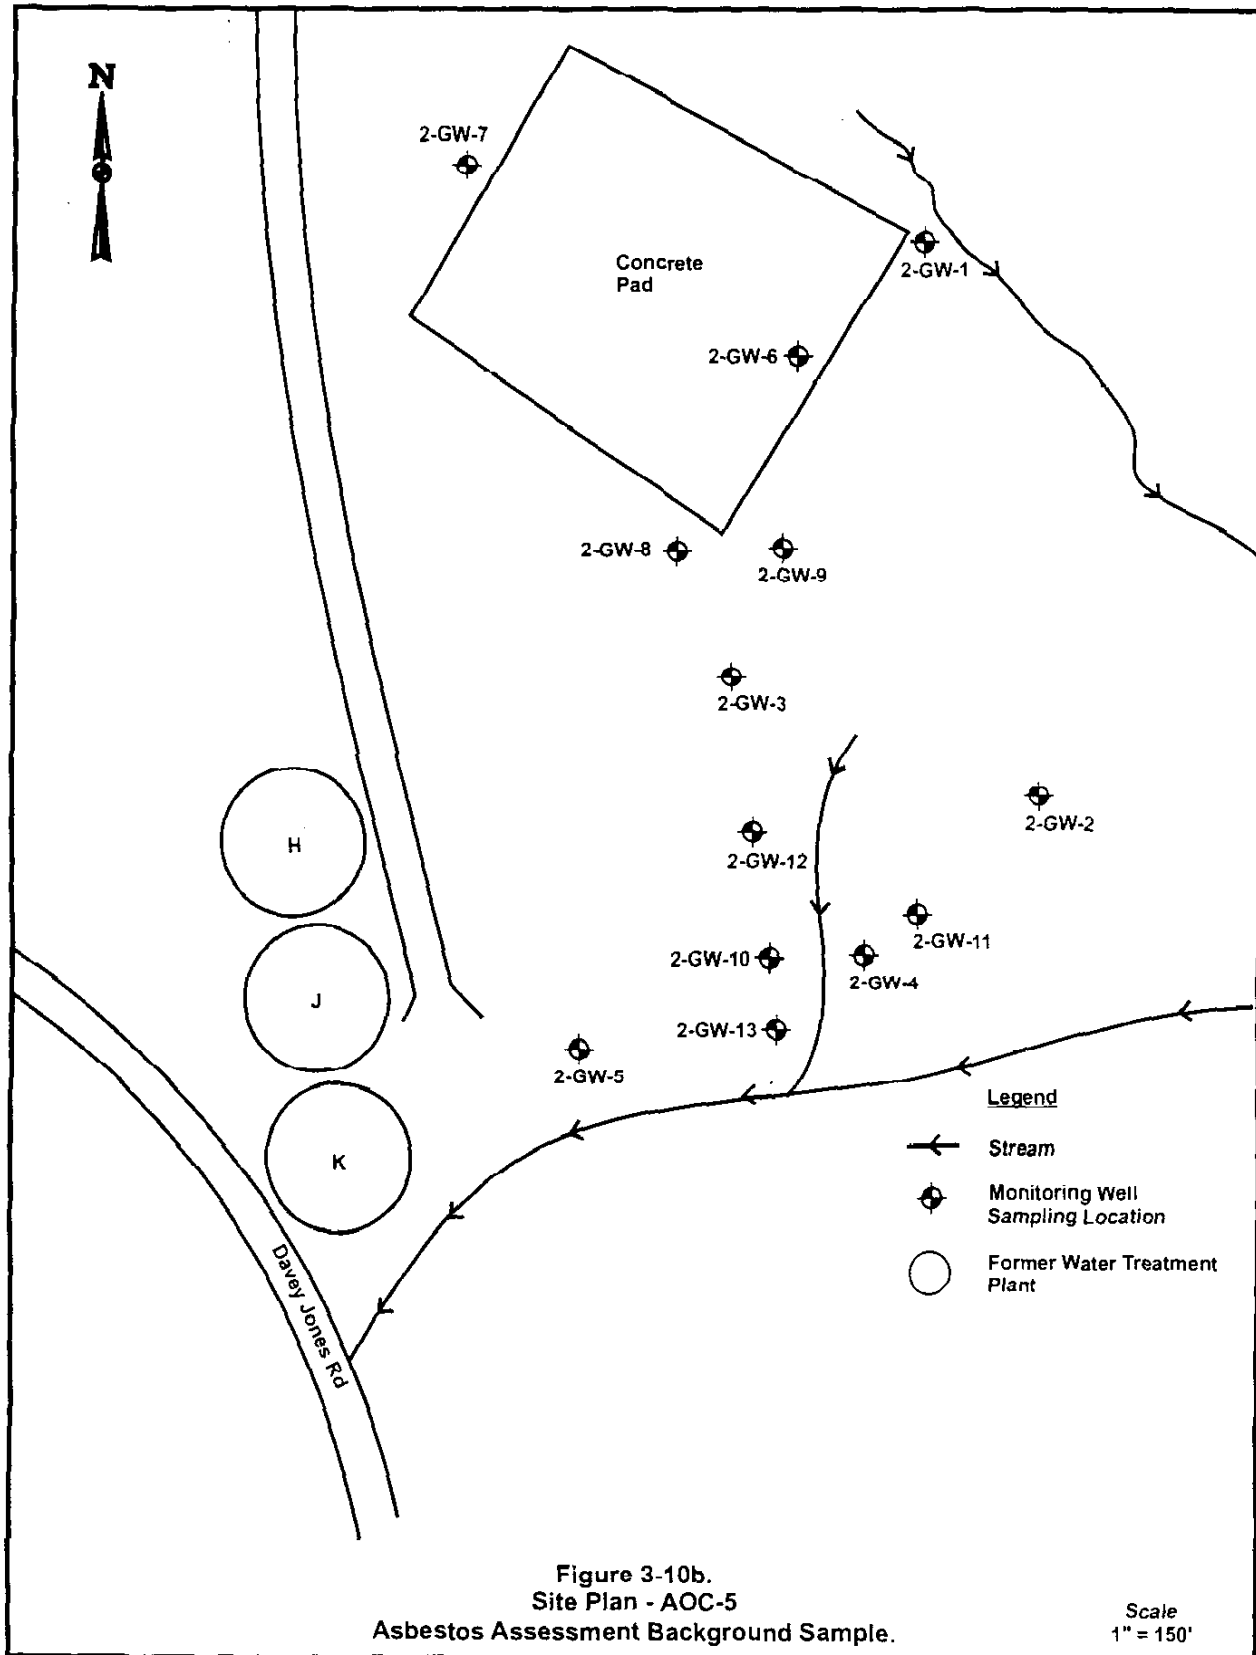 N
2-GW-7
Concrete
Pad
2-GW-1
2-GW-6
2-GW-8
2-GW-9
2-GW-3
2-GW-2
2-GW-12
H
2-GW-11
2-GW-10
2-GW-4
J
2-GW-13
2-GW-5
Legend
Stream
K
Monitoring Well
Sampling Location
Former Water Treatment
Plant
Davey Jones Rd
Figure 3-10b.
Site Plan - AOC-5
Asbestos Assessment Background Sample.
Scale
1" = 150'